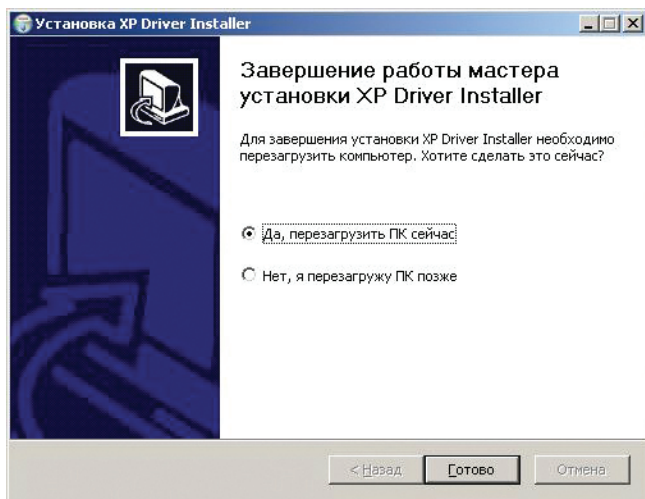 Установка XP Driver Installer
Завершение работы мастера
установки XP Driver Installer
Для завершения установки XP Driver Installer необходимо
перезагрузить компьютер. Хотите сделать это сейчас?
Да, перезагрузить ПК сейчас
Нет, я перезагружу ПК позже
< Назад
Готово
Отмена